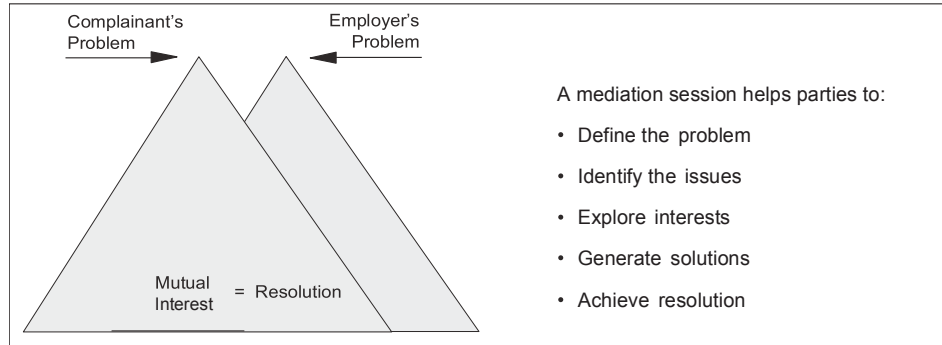 Complainant's
Problem
Employer's
Problem
Mutual
Interest
= Resolution
A mediation session helps parties to:
• Define the problem
• Identify the issues
• Explore interests
• Generate solutions
• Achieve resolution